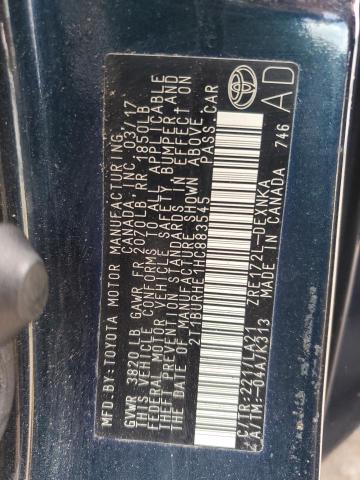 MFD.BY:TOYOTA MOTOR MANUFACTURING
CANADA,INC. 03/17
GVWR 3820LB GAWR FR 2020LB RR 1850LB
THIS VEHICLE CONFORMS TO ALL APPLICABLE
FEDERAL MOTOR VEHICLE SAFETY, BUMPER, AND
THEFT PREVENTION STANDARDS IN EFFECT ON
THE DATE OF MANUFACTURE SHOWN ABOVE.
2T1BURHE1HC883545 PASS.CAR
C/TR:221/LA21 ZRE172L-DEXNKA
A/TM:-04A/K313 MADE IN CANADA 746
TOYOTA
AD